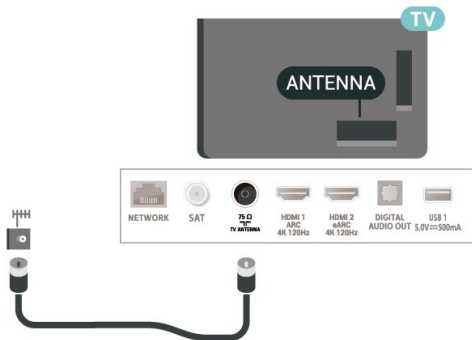 TV
ANTENNA
NETWORK
SAT
75 Ω
TV ANTENNA
HDMI 1
ARC
4K 120Hz
HDMI 2
eARC
4K 120Hz
DIGITAL
AUDIO OUT
USB 1
5.0V⎓500mA